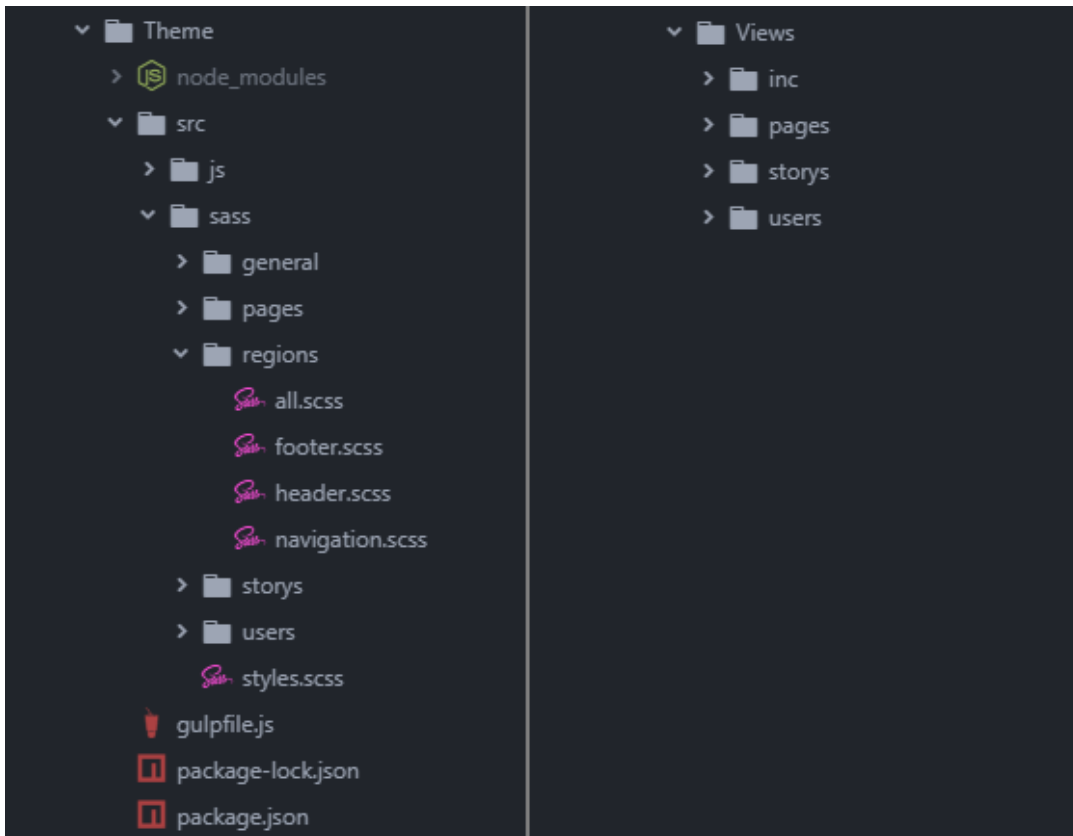 Theme
node_modules
src
js
sass
general
pages
regions
all.scss
footer.scss
header.scss
navigation.scss
storys
users
styles.scss
gulpfile.js
package-lock.json
package.json
Views
inc
pages
storys
users